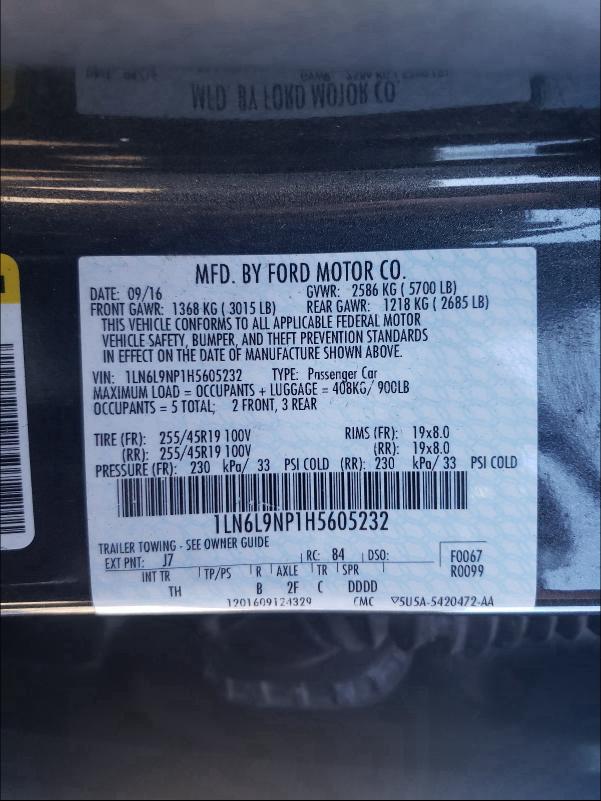 MFD. BY FORD MOTOR CO.
MFD. BY FORD MOTOR CO.
DATE: 09/16 GVWR: 2586 KG ( 5700 LB)
FRONT GAWR: 1368 KG ( 3015 LB) REAR GAWR: 1218 KG ( 2685 LB)
THIS VEHICLE CONFORMS TO ALL APPLICABLE FEDERAL MOTOR
VEHICLE SAFETY, BUMPER, AND THEFT PREVENTION STANDARDS
IN EFFECT ON THE DATE OF MANUFACTURE SHOWN ABOVE.
VIN: 1LN6L9NP1H5605232 TYPE: Passenger Car
MAXIMUM LOAD = OCCUPANTS + LUGGAGE = 408KG/ 900LB
OCCUPANTS = 5 TOTAL; 2 FRONT, 3 REAR
TIRE (FR): 255/45R19 100V RIMS (FR): 19x8.0
(RR): 255/45R19 100V (RR): 19x8.0
PRESSURE (FR): 230 kPa/ 33 PSI COLD (RR): 230 kPa/ 33 PSI COLD
1LN6L9NP1H5605232
TRAILER TOWING - SEE OWNER GUIDE
EXT PNT: J7 RC: 84 DSO: F0067
INT TR TP/PS R AXLE TR SPR R0099
TH B 2F C DDDD
1201609124329 CMC ▽5U5A-5420472-AA